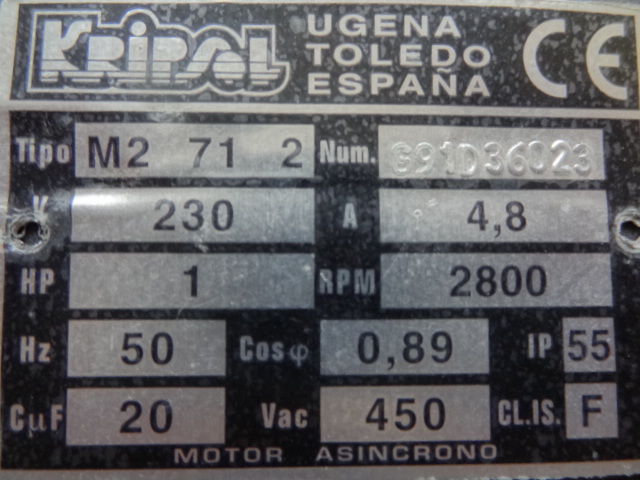 KRIPSOL
UGENA
TOLEDO
ESPAÑA
CE
Tipo M2 71 2 Num. G91D36023
V 230 A 4,8
HP 1 RPM 2800
Hz 50 Cosφ 0,89 IP 55
CμF 20 Vac 450 CL.IS. F
MOTOR ASINCRONO